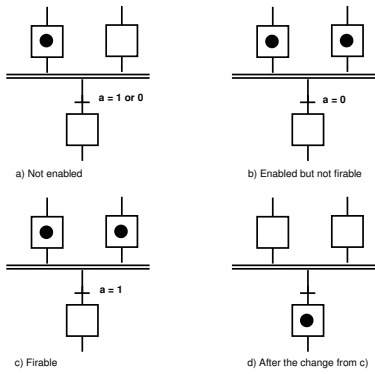 a = 1 or 0
a = 0
a) Not enabled
b) Enabled but not firable
a = 1
c) Firable
d) After the change from c)